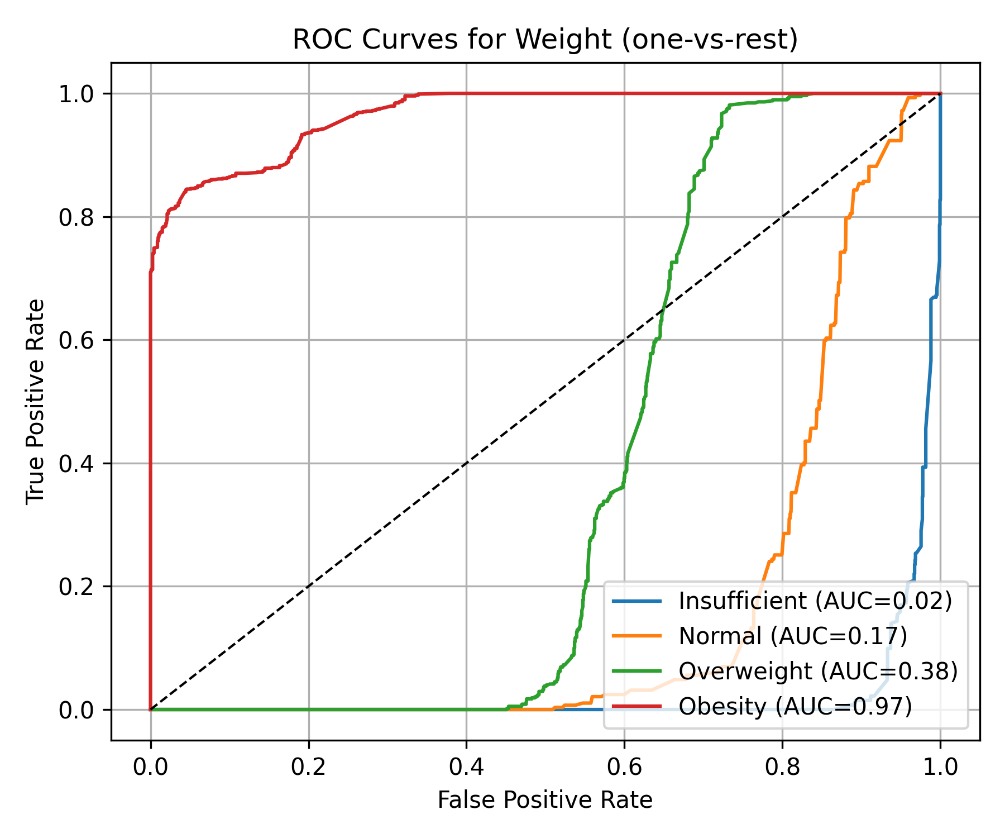 ROC Curves for Weight (one-vs-rest)
True Positive Rate
1.0
0.8
0.6
0.4
0.2
0.0
Insufficient (AUC=0.02)
Normal (AUC=0.17)
Overweight (AUC=0.38)
Obesity (AUC=0.97)
0.0 0.2 0.4 0.6 0.8 1.0
False Positive Rate